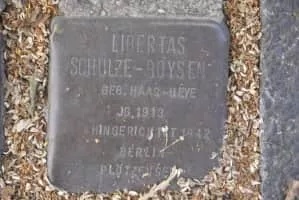 LIBERTAS
SCHULZE-BOYSEN
GEB. HAAS-HEYE
JG. 1913
HINGERICHTET 1942
BERLIN
PLÖTZENSEE